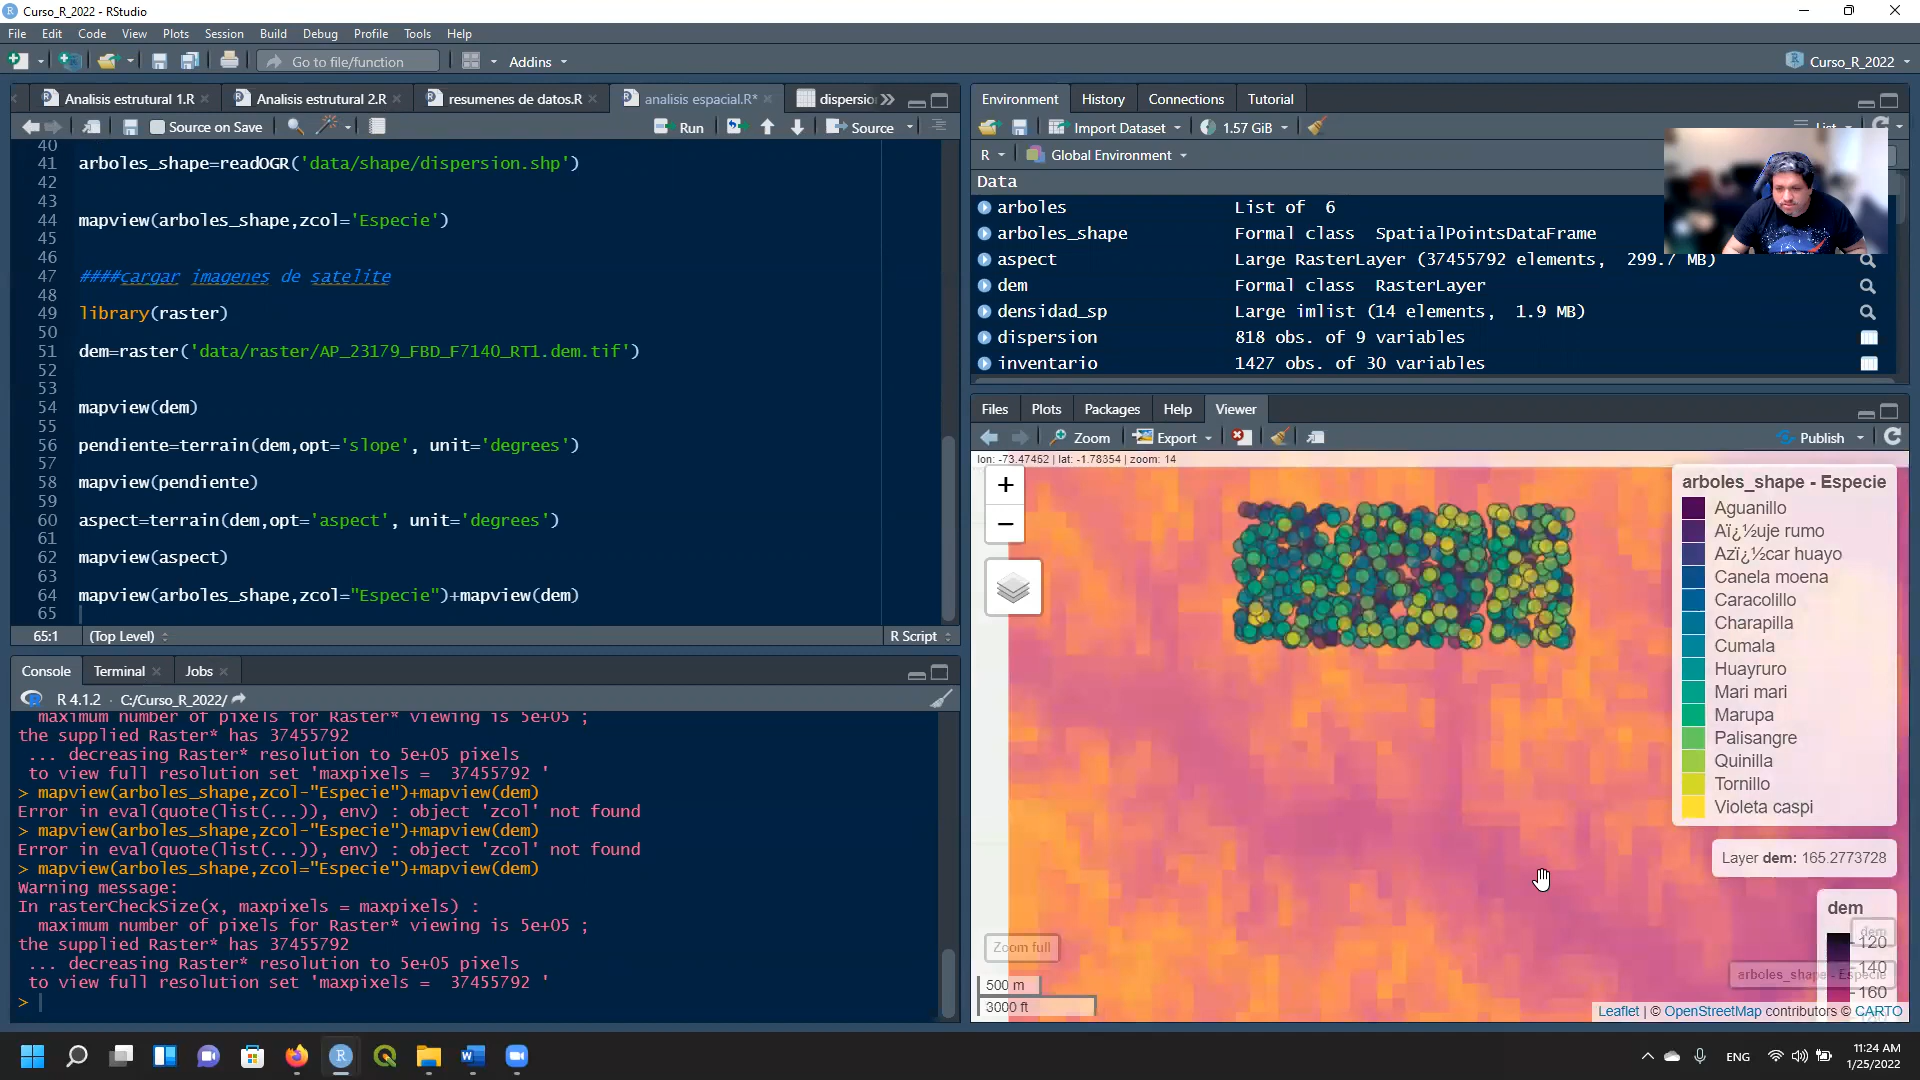 Curso_R_2022 - RStudio
File Edit Code View Plots Session Build Debug Profile Tools Help
Go to file/function Addins Curso_R_2022
Analisis estrutural 1.R Analisis estrutural 2.R resumenes de datos.R analisis espacial.R* dispersio
Source on Save Run Source
40
41 arboles_shape=readOGR('data/shape/dispersion.shp')
42
43
44 mapview(arboles_shape,zcol='Especie')
45
46
47 ####cargar imagenes de satelite
48
49 library(raster)
50
51 dem=raster('data/raster/AP_23179_FBD_F7140_RT1.dem.tif')
52
53
54 mapview(dem)
55
56 pendiente=terrain(dem,opt='slope', unit='degrees')
57
58 mapview(pendiente)
59
60 aspect=terrain(dem,opt='aspect', unit='degrees')
61
62 mapview(aspect)
63
64 mapview(arboles_shape,zcol="Especie")+mapview(dem)
65
65:1 (Top Level) R Script
Console Terminal Jobs
R 4.1.2 · C:/Curso_R_2022/
maximum number of pixels for Raster* viewing is 5e+05 ;
the supplied Raster* has 37455792
... decreasing Raster* resolution to 5e+05 pixels
to view full resolution set 'maxpixels = 37455792 '
> mapview(arboles_shape,zcol-"Especie")+mapview(dem)
Error in eval(quote(list(...)), env) : object 'zcol' not found
> mapview(arboles_shape,zcol-"Especie")+mapview(dem)
Error in eval(quote(list(...)), env) : object 'zcol' not found
> mapview(arboles_shape,zcol="Especie")+mapview(dem)
Warning message:
In rasterCheckSize(x, maxpixels = maxpixels) :
maximum number of pixels for Raster* viewing is 5e+05 ;
the supplied Raster* has 37455792
... decreasing Raster* resolution to 5e+05 pixels
to view full resolution set 'maxpixels = 37455792 '
>
Environment History Connections Tutorial
Import Dataset 1.57 GiB List
R Global Environment
Data
arboles List of 6
arboles_shape Formal class SpatialPointsDataFrame
aspect Large RasterLayer (37455792 elements, 299.7 MB)
dem Formal class RasterLayer
densidad_sp Large imlist (14 elements, 1.9 MB)
dispersion 818 obs. of 9 variables
inventario 1427 obs. of 30 variables
Files Plots Packages Help Viewer
Zoom Export Publish
lon: -73.47462 | lat: -1.78354 | zoom: 14
+
−
arboles_shape - Especie
Aguanillo
Aï¿½uje rumo
Azï¿½car huayo
Canela moena
Caracolillo
Charapilla
Cumala
Huayruro
Mari mari
Marupa
Palisangre
Quinilla
Tornillo
Violeta caspi
Layer dem: 165.2773728
dem
dem
120
140
160
Zoom full
arboles_shape - Especie
500 m
3000 ft
Leaflet | © OpenStreetMap contributors © CARTO
ENG
11:24 AM
1/25/2022